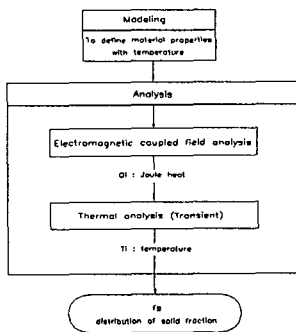 Modeling
To define material properties
with temperature
Analysis
Electromagnetic coupled field analysis
Qi : Joule heat
Thermal analysis (Transient)
Ti : temperature
fs
distribution of solid fraction